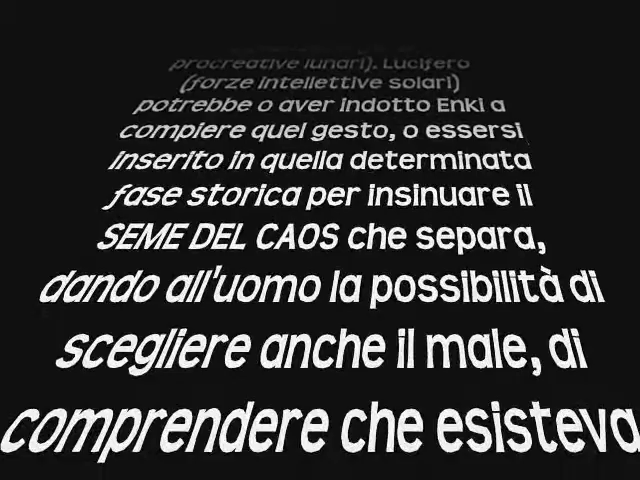 procreative lunari). Lucifero
(forze intellettive solari)
potrebbe o aver indotto Enki a
compiere quel gesto, o essersi
inserito in quella determinata
fase storica per insinuare il
SEME DEL CAOS che separa,
dando all'uomo la possibilità di
scegliere anche il male, di
comprendere che esisteva